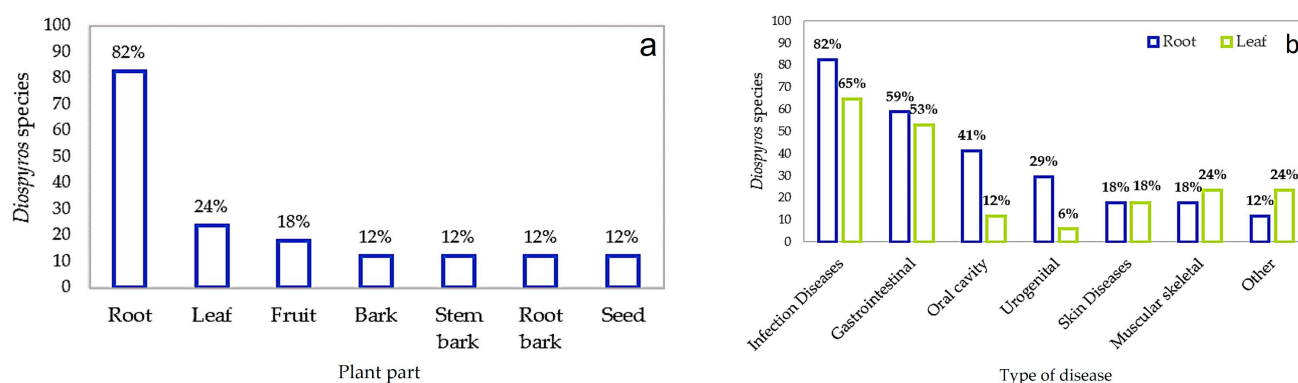 a
100
90
80
70
60
50
40
30
20
10
0
Diospyros species
82%
24%
18%
12%
12%
12%
12%
Root
Leaf
Fruit
Bark
Stem
bark
Root
bark
Seed
Plant part
b
Root
Leaf
100
90
80
70
60
50
40
30
20
10
0
Diospyros species
82%
65%
59%
53%
41%
12%
29%
6%
18%
18%
18%
24%
12%
24%
Infection Diseases
Gastrointestinal
Oral cavity
Urogenital
Skin Diseases
Muscular skeletal
Other
Type of disease